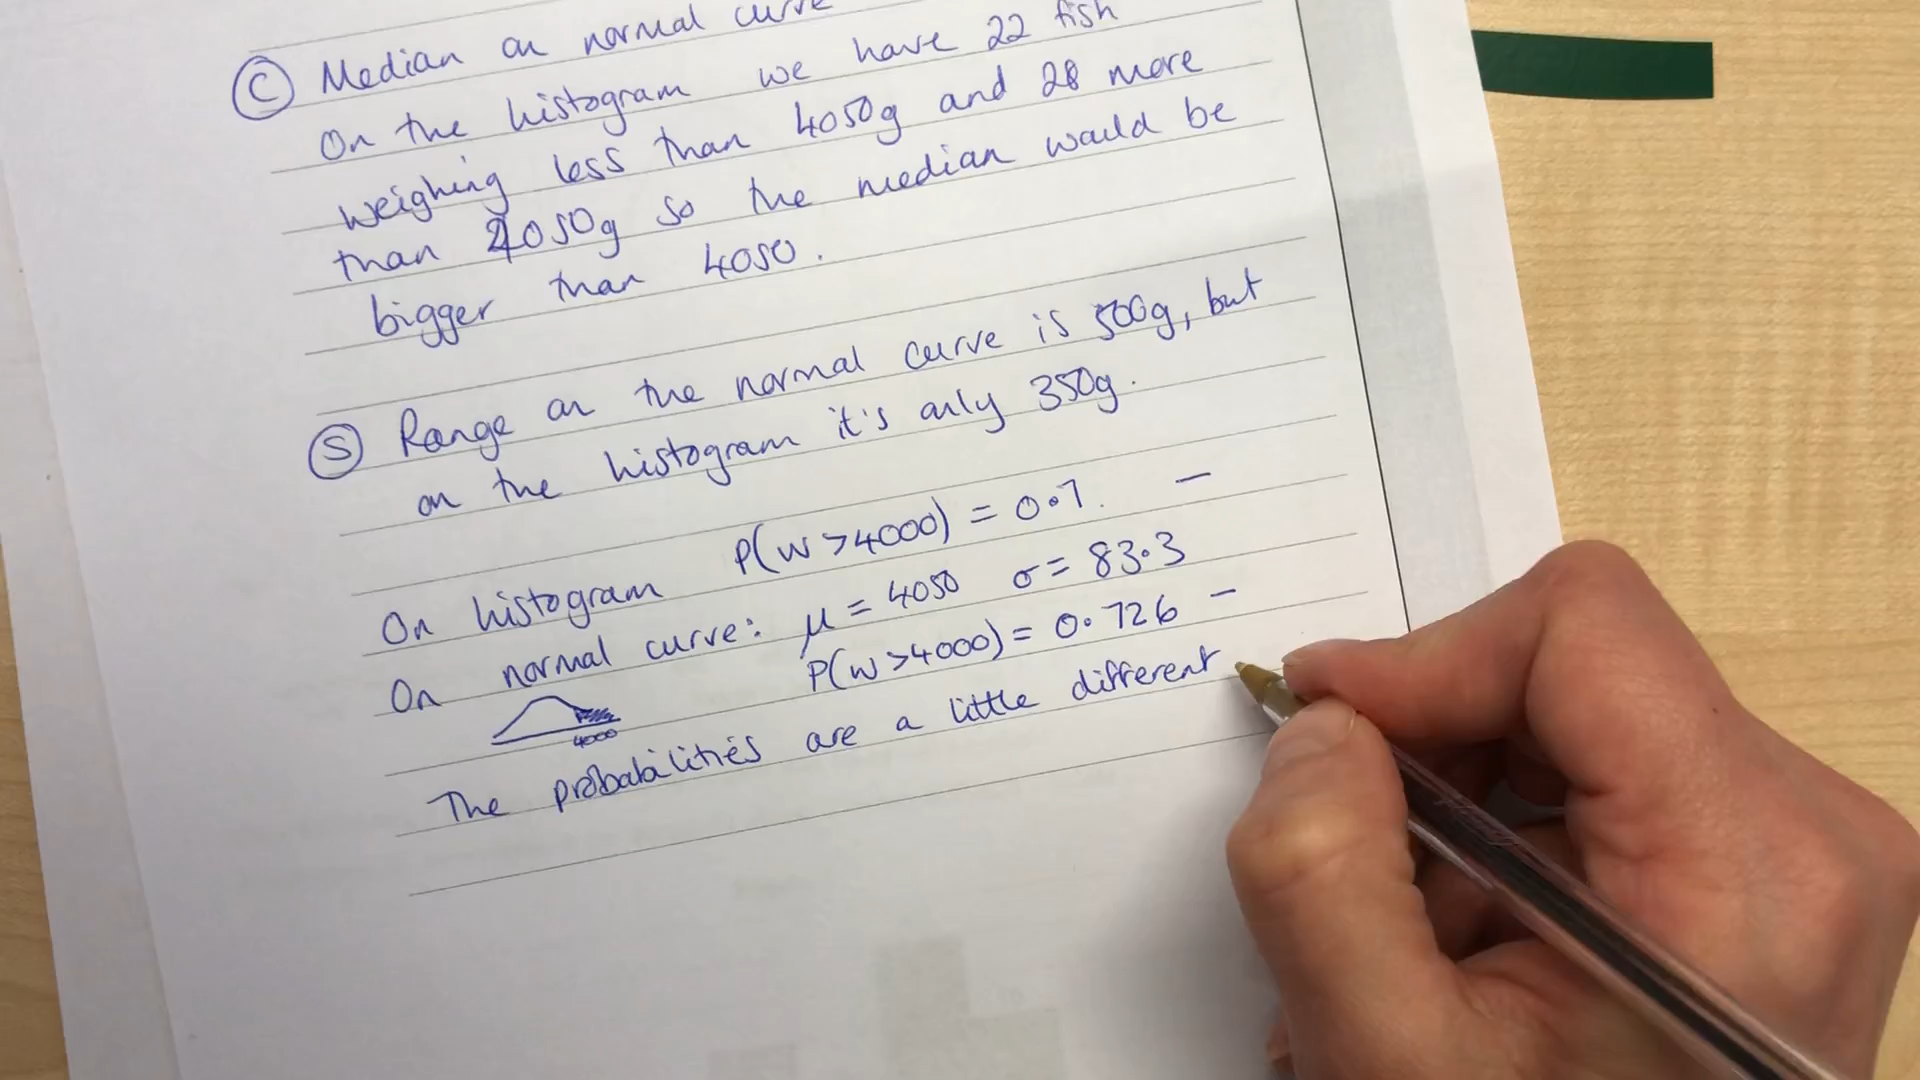 Ⓒ Median on normal curve
On the histogram we have 22 fish
weighing less than 4050g and 28 more
than 4050g so the median would be
bigger than 4050.
Ⓢ Range on the normal curve is 500g, but
on the histogram it's only 350g.
On histogram P(W>4000) = 0.7. –
On normal curve: μ = 4050 σ = 83.3
P(W>4000) = 0.726 –
4000
The probabilities are a little different